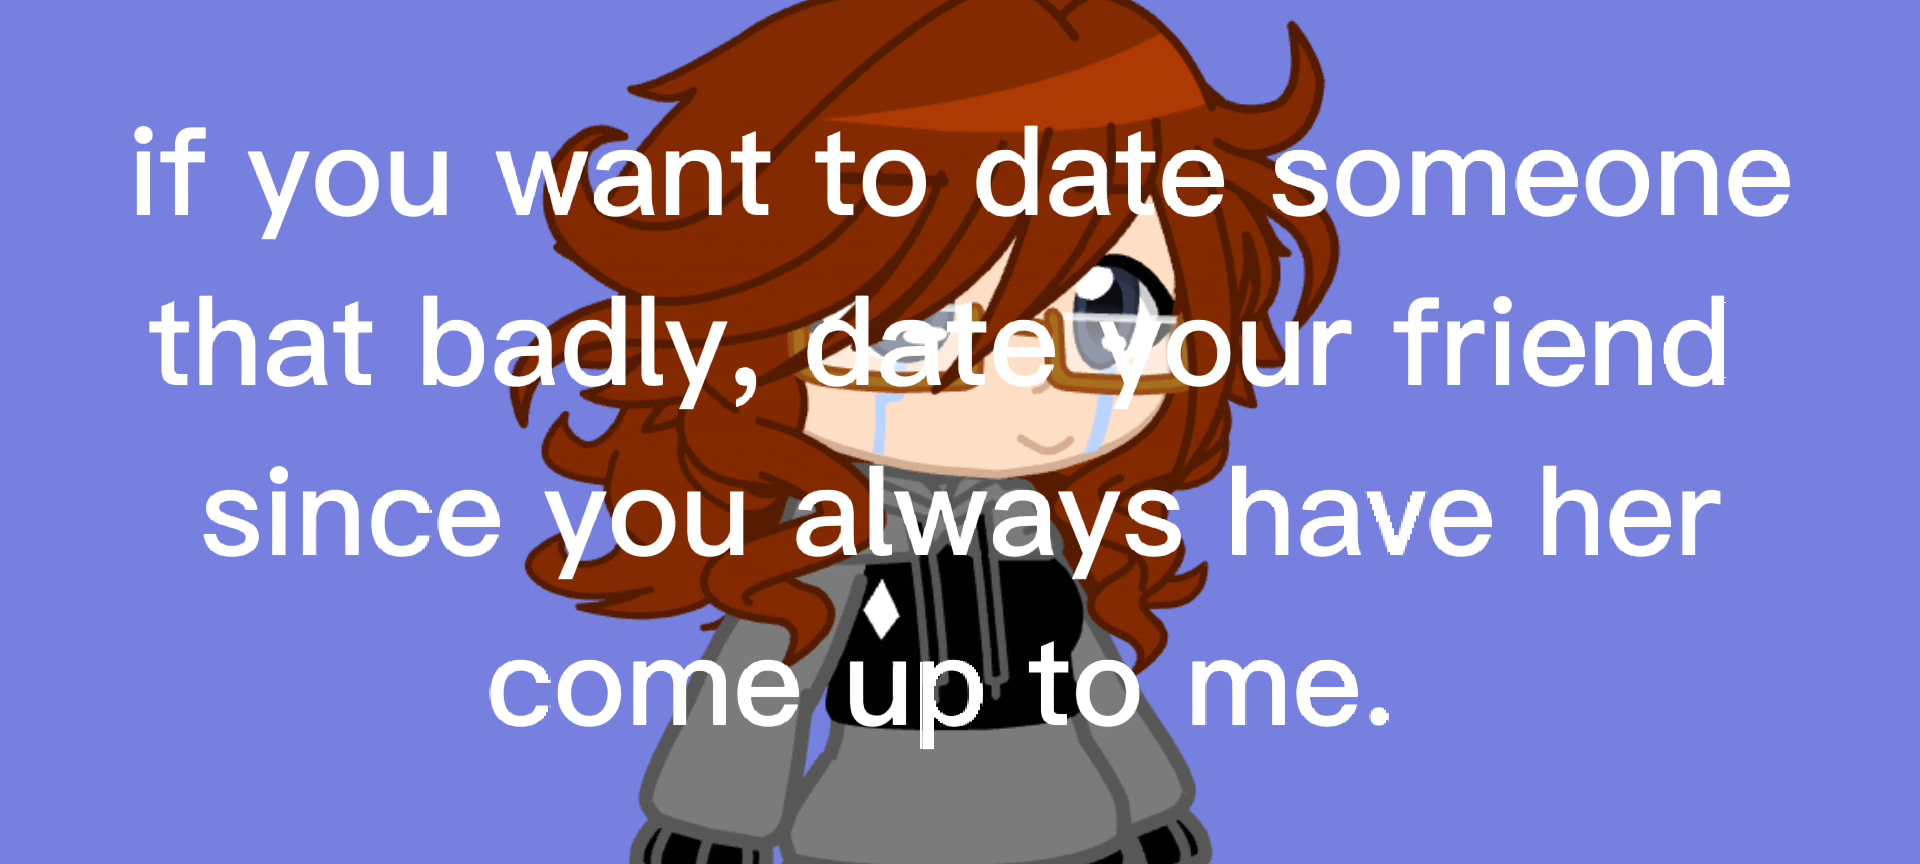 if you want to date someone
that badly, date your friend
since you always have her
come up to me.